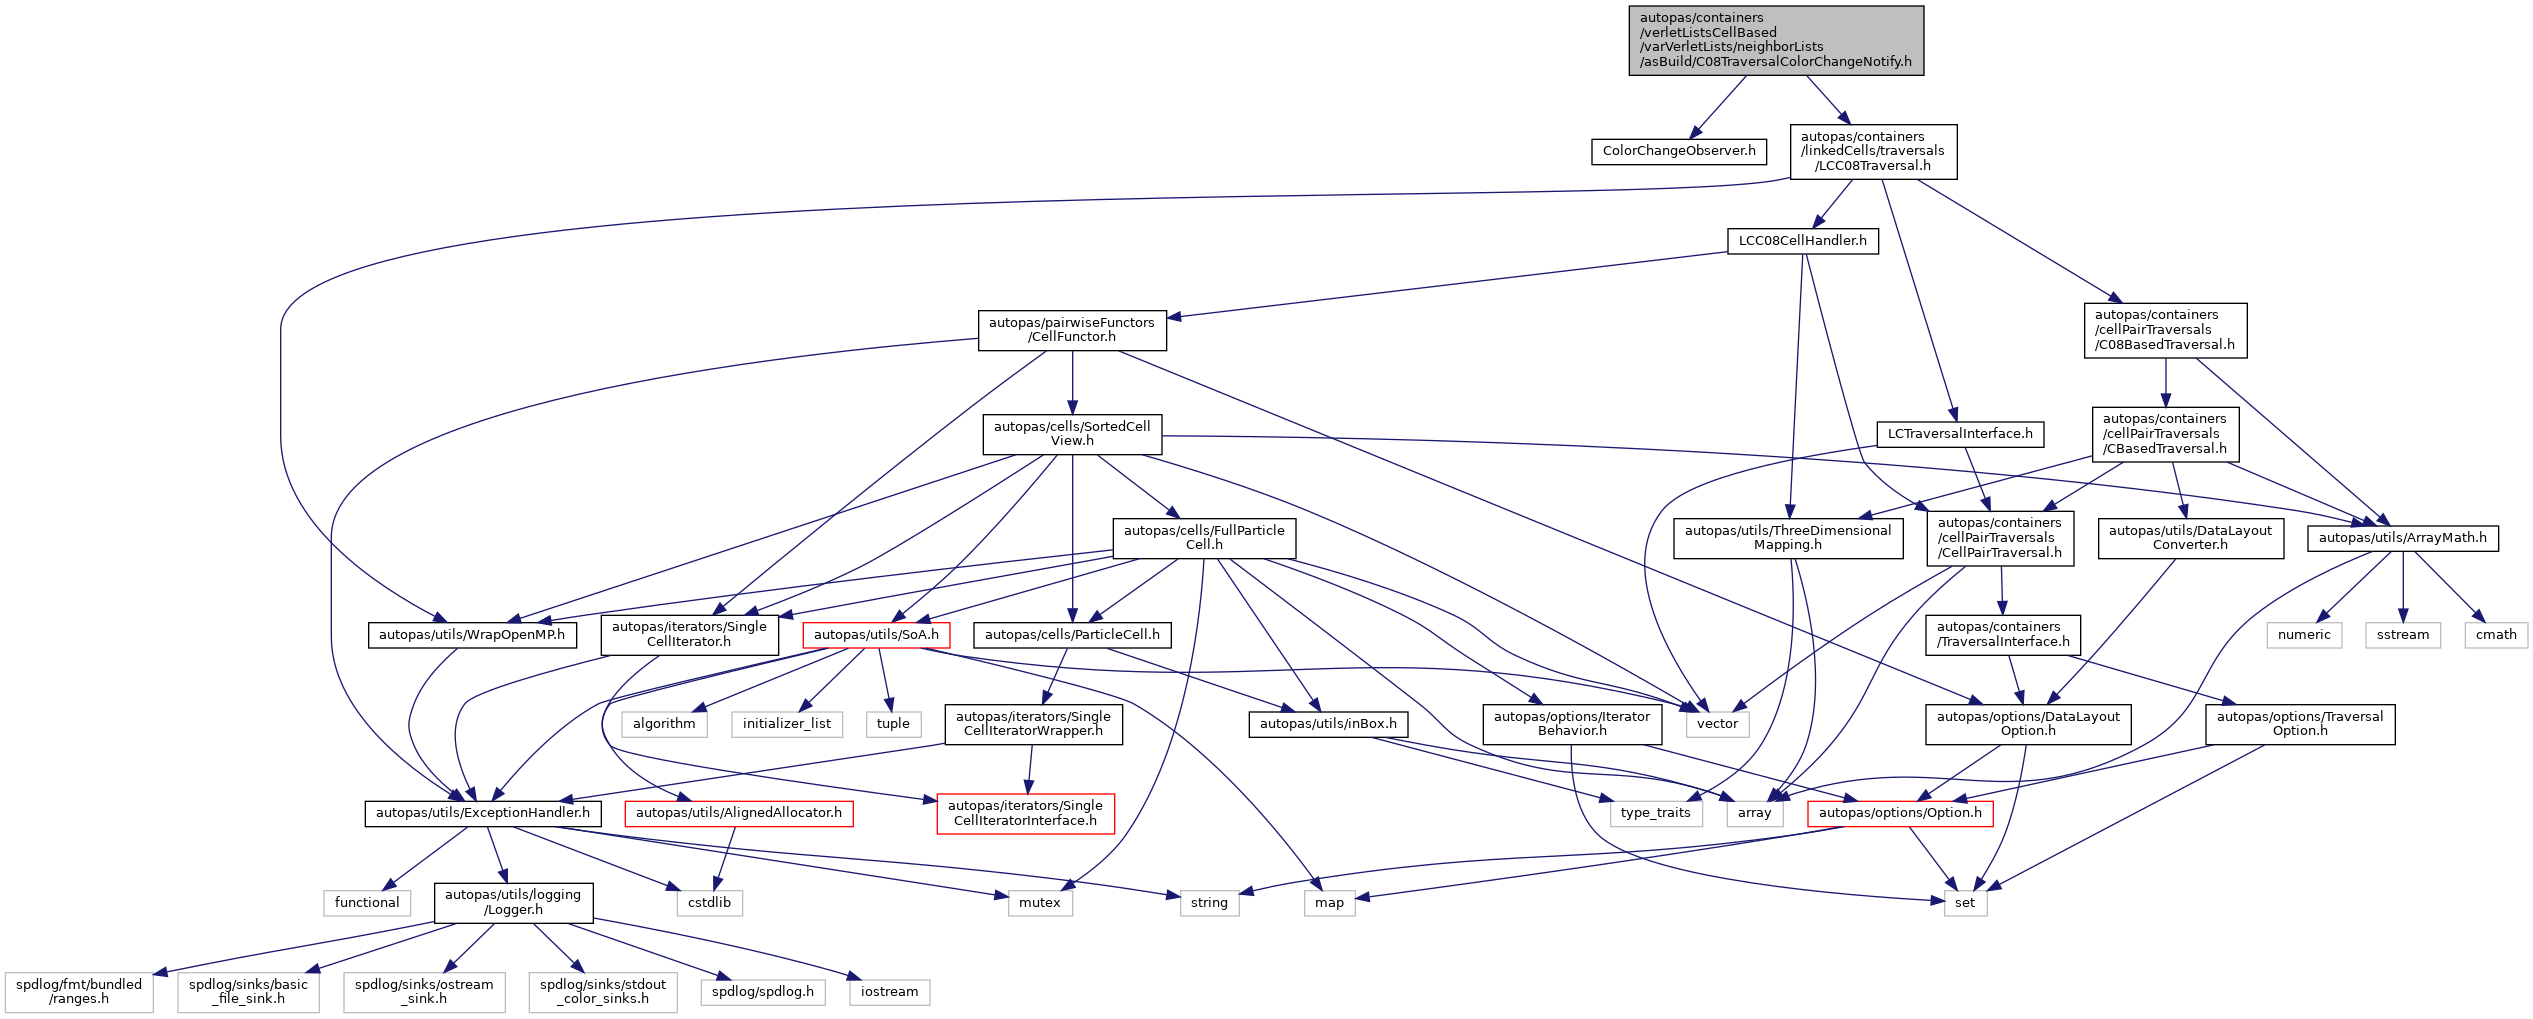 autopas/containers
/verletListsCellBased
/varVerletLists/neighborLists
/asBuild/C08TraversalColorChangeNotify.h
ColorChangeObserver.h
autopas/containers
/linkedCells/traversals
/LCC08Traversal.h
LCC08CellHandler.h
autopas/pairwiseFunctors
/CellFunctor.h
autopas/containers
/cellPairTraversals
/C08BasedTraversal.h
autopas/cells/SortedCell
View.h
LCTraversalInterface.h
autopas/containers
/cellPairTraversals
/CBasedTraversal.h
autopas/cells/FullParticle
Cell.h
autopas/utils/ThreeDimensional
Mapping.h
autopas/containers
/cellPairTraversals
/CellPairTraversal.h
autopas/utils/DataLayout
Converter.h
autopas/utils/ArrayMath.h
autopas/utils/WrapOpenMP.h
autopas/iterators/Single
CellIterator.h
autopas/utils/SoA.h
autopas/cells/ParticleCell.h
autopas/containers
/TraversalInterface.h
numeric
sstream
cmath
algorithm
initializer_list
tuple
autopas/iterators/Single
CellIteratorWrapper.h
autopas/utils/inBox.h
autopas/options/Iterator
Behavior.h
vector
autopas/options/DataLayout
Option.h
autopas/options/Traversal
Option.h
autopas/utils/ExceptionHandler.h
autopas/utils/AlignedAllocator.h
autopas/iterators/Single
CellIteratorInterface.h
type_traits
array
autopas/options/Option.h
functional
autopas/utils/logging
/Logger.h
cstdlib
mutex
string
map
set
spdlog/fmt/bundled
/ranges.h
spdlog/sinks/basic
_file_sink.h
spdlog/sinks/ostream
_sink.h
spdlog/sinks/stdout
_color_sinks.h
spdlog/spdlog.h
iostream